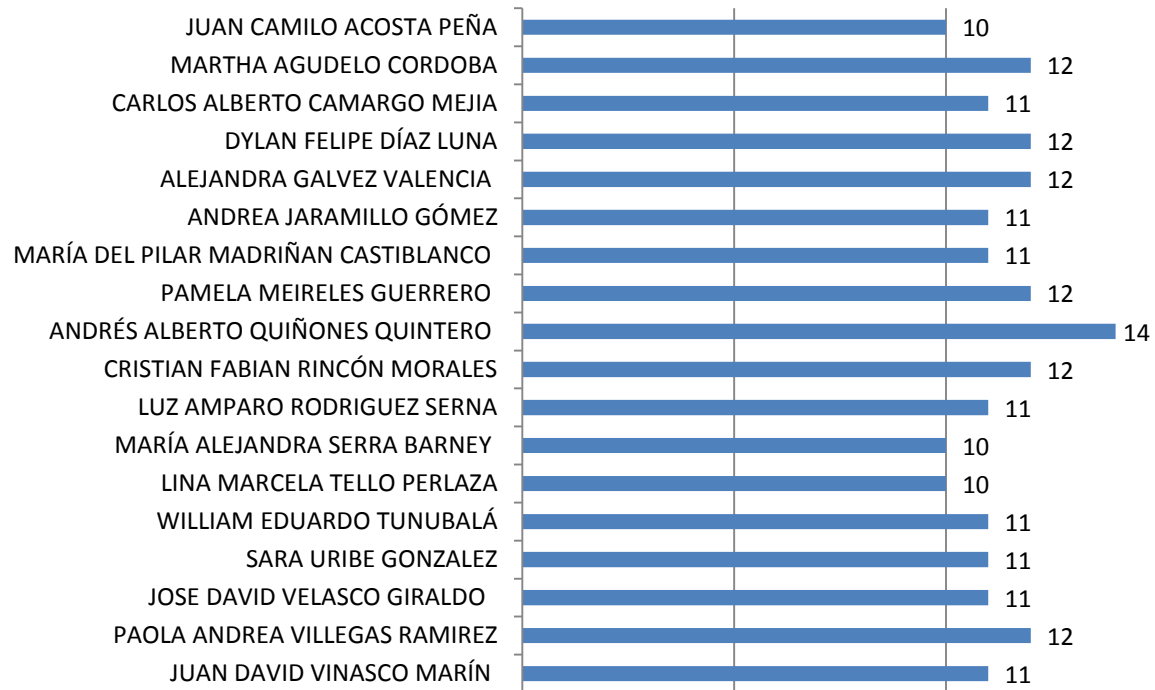 JUAN CAMILO ACOSTA PEÑA 10
MARTHA AGUDELO CORDOBA 12
CARLOS ALBERTO CAMARGO MEJIA 11
DYLAN FELIPE DÍAZ LUNA 12
ALEJANDRA GALVEZ VALENCIA 12
ANDREA JARAMILLO GÓMEZ 11
MARÍA DEL PILAR MADRIÑAN CASTIBLANCO 11
PAMELA MEIRELES GUERRERO 12
ANDRÉS ALBERTO QUIÑONES QUINTERO 14
CRISTIAN FABIAN RINCÓN MORALES 12
LUZ AMPARO RODRIGUEZ SERNA 11
MARÍA ALEJANDRA SERRA BARNEY 10
LINA MARCELA TELLO PERLAZA 10
WILLIAM EDUARDO TUNUBALÁ 11
SARA URIBE GONZALEZ 11
JOSE DAVID VELASCO GIRALDO 11
PAOLA ANDREA VILLEGAS RAMIREZ 12
JUAN DAVID VINASCO MARÍN 11